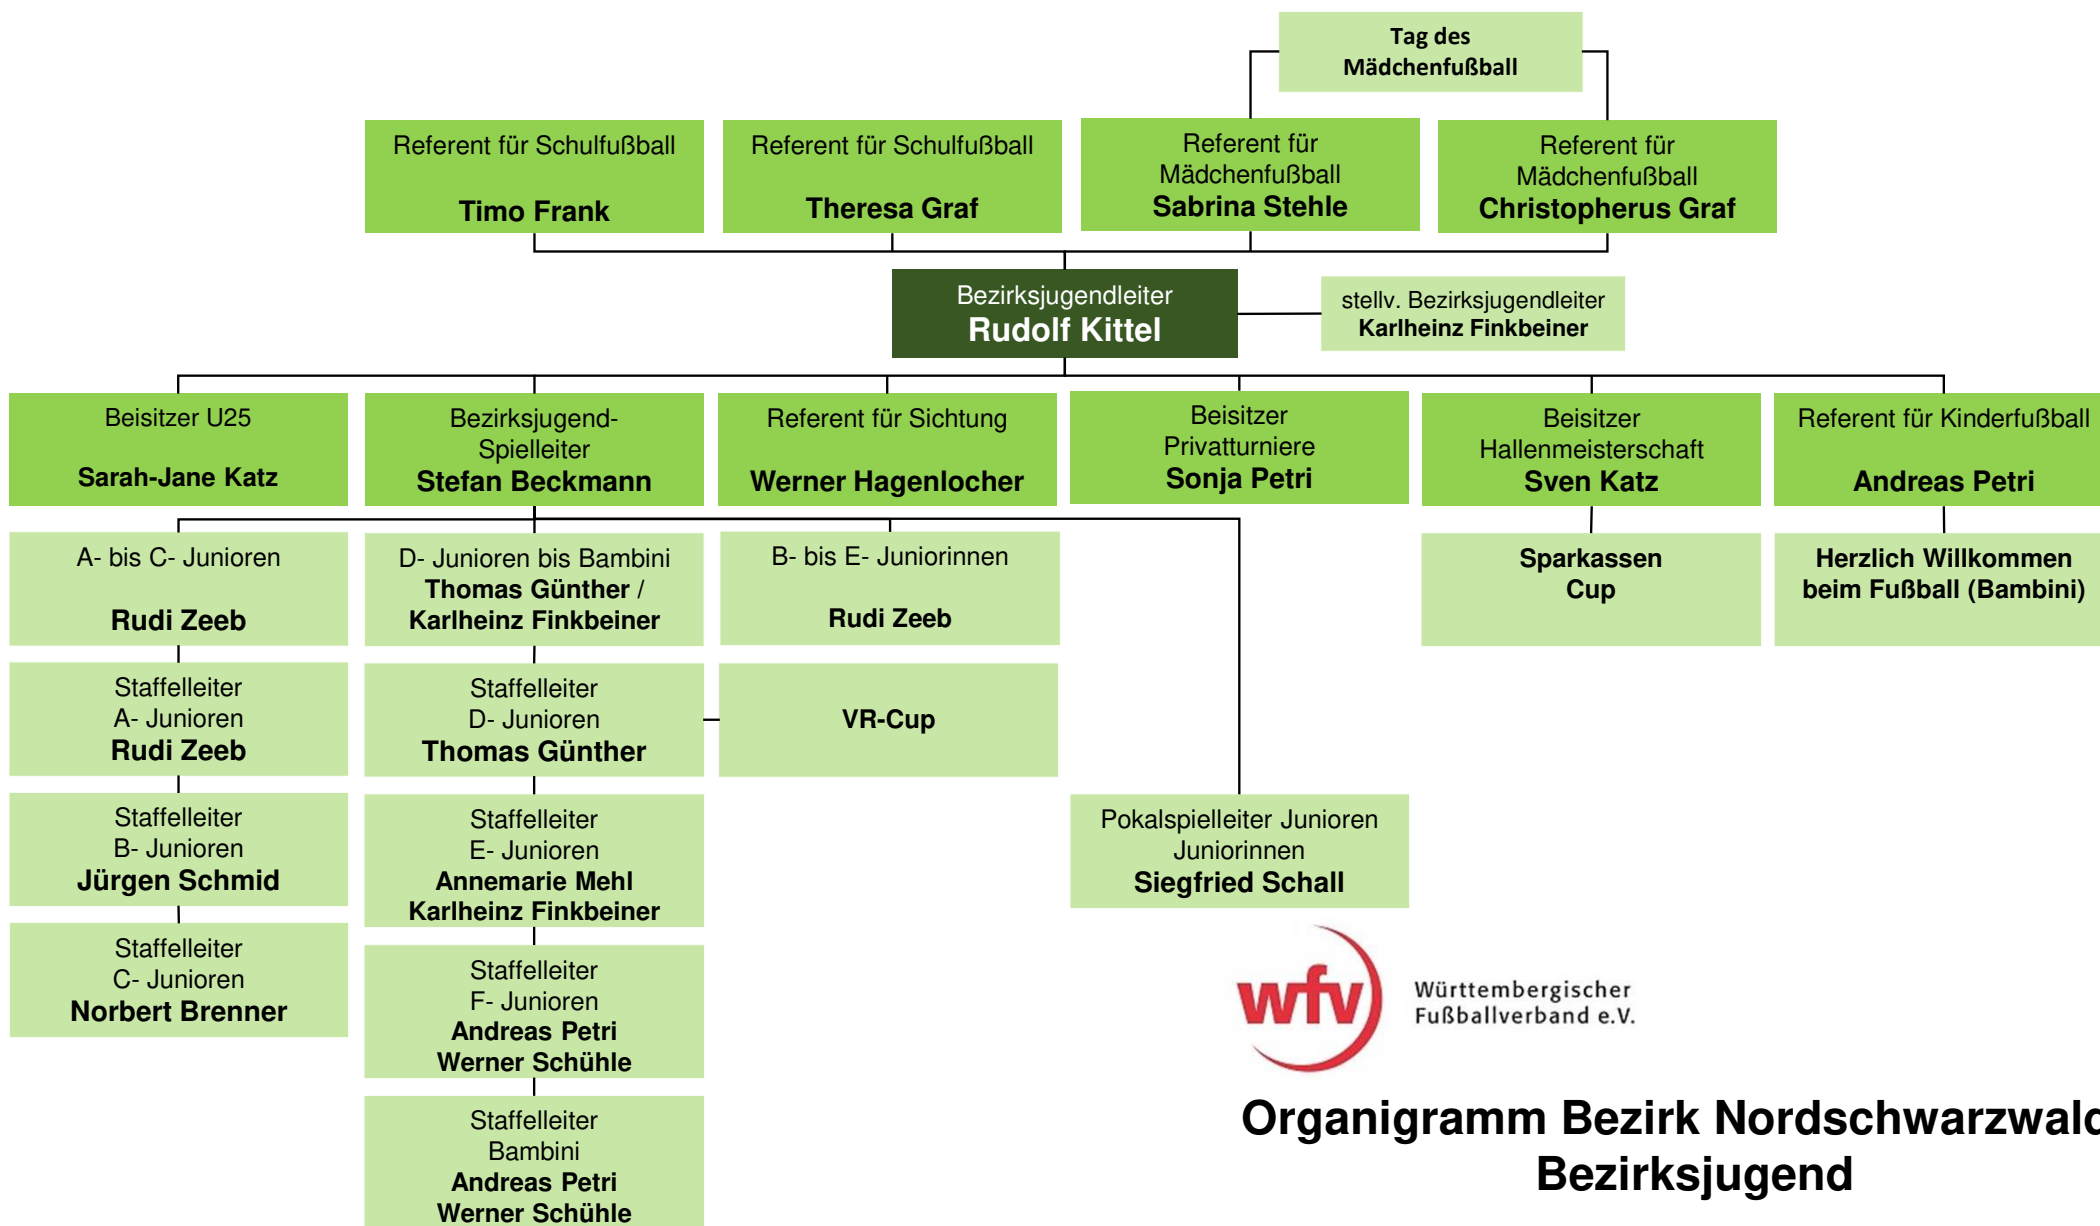 Tag des
Mädchenfußball
Referent für Schulfußball
Timo Frank
Referent für Schulfußball
Theresa Graf
Referent für
Mädchenfußball
Sabrina Stehle
Referent für
Mädchenfußball
Christopherus Graf
Bezirksjugendleiter
Rudolf Kittel
stellv. Bezirksjugendleiter
Karlheinz Finkbeiner
Beisitzer U25
Sarah-Jane Katz
Bezirksjugend-
Spielleiter
Stefan Beckmann
Referent für Sichtung
Werner Hagenlocher
Beisitzer
Privatturniere
Sonja Petri
Beisitzer
Hallenmeisterschaft
Sven Katz
Referent für Kinderfußball
Andreas Petri
A- bis C- Junioren
Rudi Zeeb
D- Junioren bis Bambini
Thomas Günther /
Karlheinz Finkbeiner
B- bis E- Juniorinnen
Rudi Zeeb
Sparkassen
Cup
Herzlich Willkommen
beim Fußball (Bambini)
Staffelleiter
A- Junioren
Rudi Zeeb
Staffelleiter
D- Junioren
Thomas Günther
VR-Cup
Staffelleiter
B- Junioren
Jürgen Schmid
Staffelleiter
E- Junioren
Annemarie Mehl
Karlheinz Finkbeiner
Pokalspielleiter Junioren
Juniorinnen
Siegfried Schall
Staffelleiter
C- Junioren
Norbert Brenner
Staffelleiter
F- Junioren
Andreas Petri
Werner Schühle
Staffelleiter
Bambini
Andreas Petri
Werner Schühle
wfv
Württembergischer
Fußballverband e.V.
Organigramm Bezirk Nordschwarzwald
Bezirksjugend